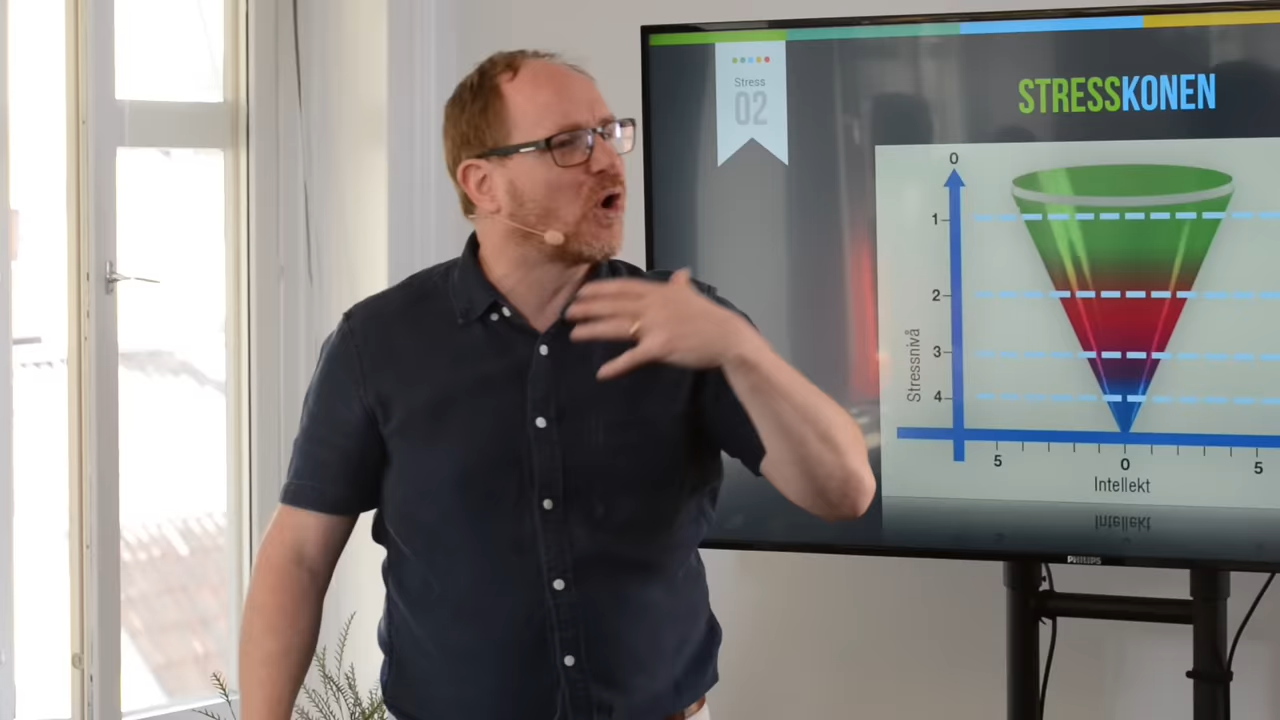 Stress
02
STRESSKONEN
0
1
2
3
4
Stressnivå
5 0 5
Intellekt
Intellekt
PHILIPS